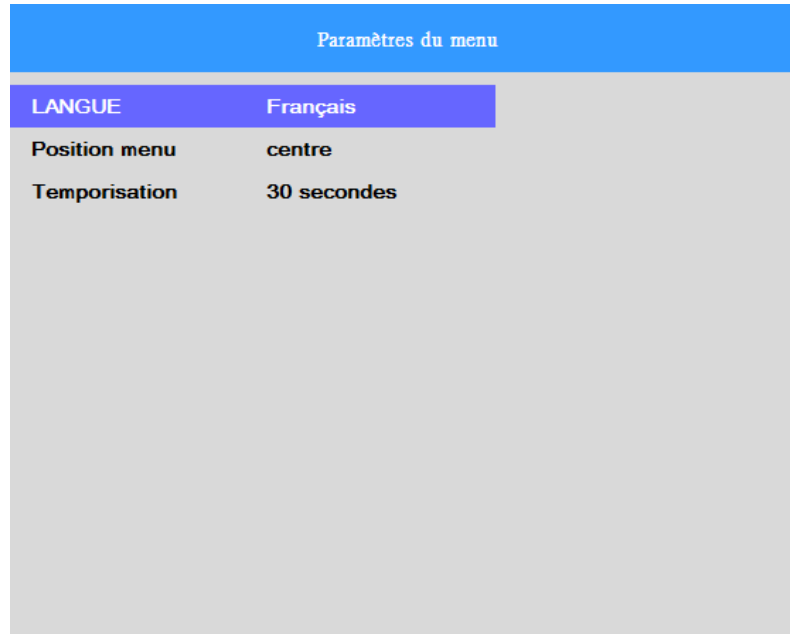 Paramètres du menu
LANGUE Français
Position menu centre
Temporisation 30 secondes